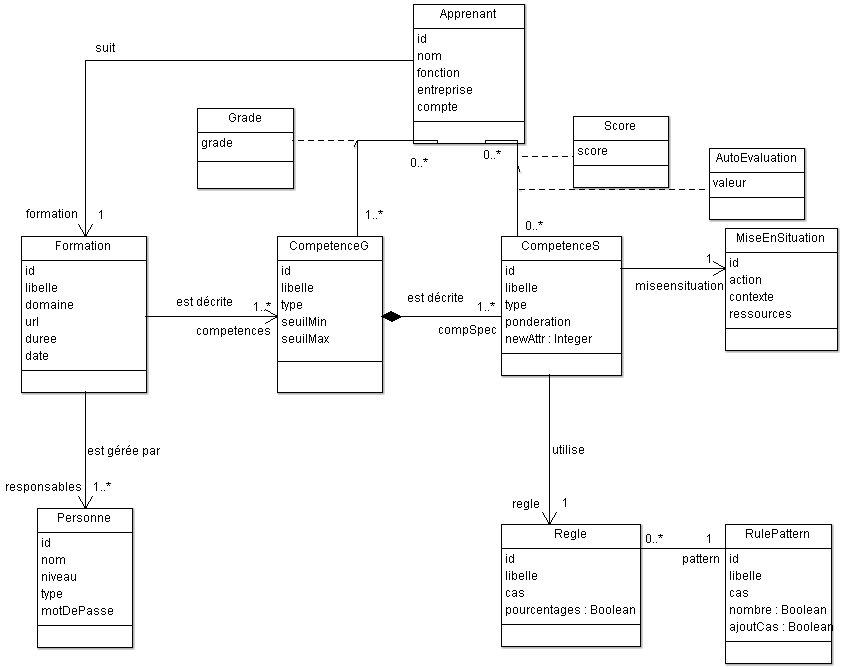 Apprenant
id
nom
fonction
entreprise
compte
suit
Grade
grade
0..*
0..*
Score
score
AutoEvaluation
valeur
formation
1
1..*
0..*
Formation
id
libelle
domaine
url
duree
date
est décrite
1..*
competences
CompetenceG
id
libelle
type
seuilMin
seuilMax
est décrite
1..*
compSpec
CompetenceS
id
libelle
type
ponderation
newAttr : Integer
1
miseensituation
MiseEnSituation
id
action
contexte
ressources
est gérée par
responsables
1..*
Personne
id
nom
niveau
type
motDePasse
utilise
regle
1
Regle
id
libelle
cas
pourcentages : Boolean
0..*
1
pattern
RulePattern
id
libelle
cas
nombre : Boolean
ajoutCas : Boolean